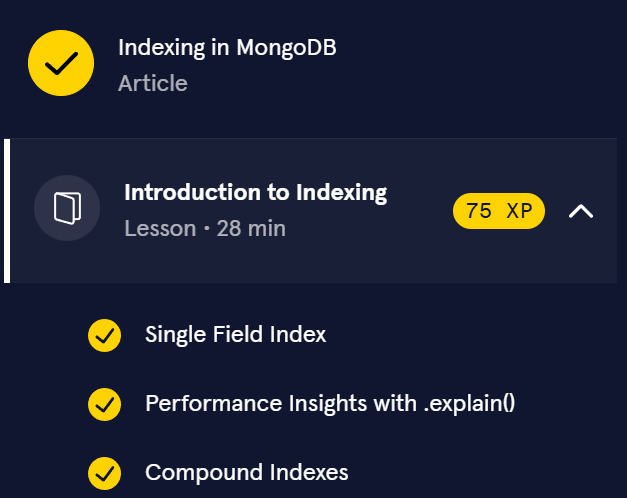 Indexing in MongoDB
Article
Introduction to Indexing
Lesson • 28 min
75 XP
Single Field Index
Performance Insights with .explain()
Compound Indexes